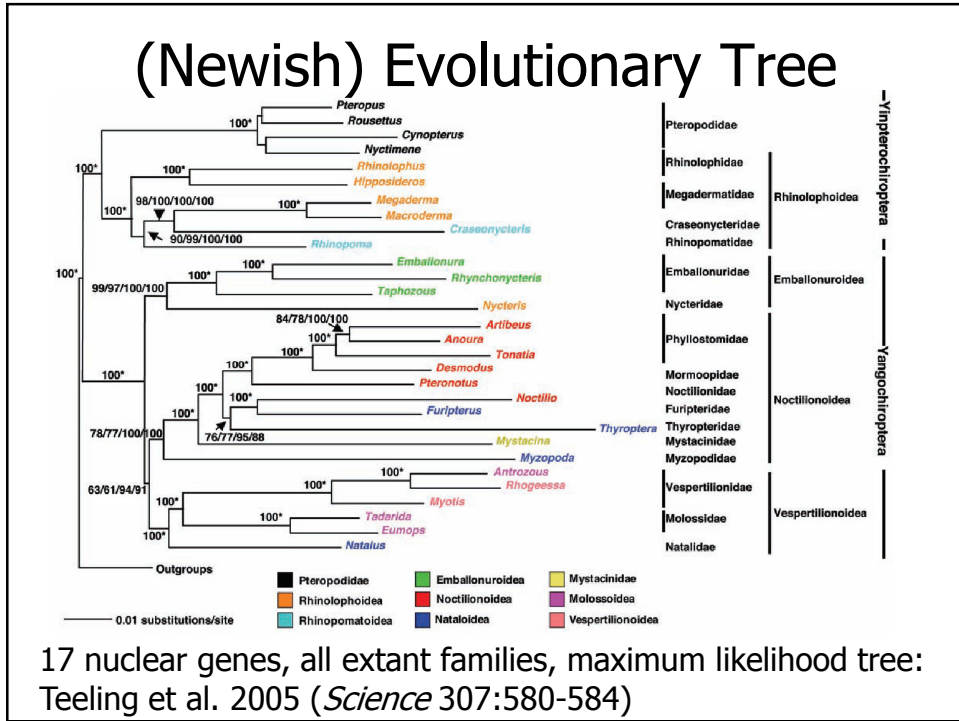 (Newish) Evolutionary Tree
Pteropus
100*
Rousettus
Cynopterus
Nyctimene
100*
100*
Rhinolophus
Hipposideros
98/100/100/100
100*
Megaderma
Macroderma
100*
Craseonycteris
90/99/100/100
Rhinopoma
100*
Emballonura
100*
100*
Rhynchonycteris
99/97/100/100
Taphozous
Nycteris
84/78/100/100
Artibeus
Anoura
100*
Tonatia
100*
100*
Desmodus
100*
Pteronotus
100*
100*
Noctilio
Furipterus
Thyroptera
76/77/95/88
78/77/100/100
Mystacina
Myzopoda
63/61/94/91
100*
Antrozous
Rhogeessa
100*
Myotis
100*
100*
Tadarida
Eumops
100*
Natalus
Outgroups
Pteropodidae
Rhinolophidae
Megadermatidae
Craseonycteridae
Rhinopomatidae
Emballonuridae
Nycteridae
Phyllostomidae
Mormoopidae
Noctilionidae
Furipteridae
Thyropteridae
Mystacinidae
Myzopodidae
Vespertilionidae
Molossidae
Natalidae
Rhinolophoidea
Emballonuroidea
Noctilionoidea
Vespertilionoidea
Yinpterochiroptera
Yangochiroptera
Pteropodidae
Emballonuroidea
Mystacinidae
Rhinolophoidea
Noctilionoidea
Molossoidea
Rhinopomatoidea
Nataloidea
Vespertilionoidea
0.01 substitutions/site
17 nuclear genes, all extant families, maximum likelihood tree:
Teeling et al. 2005 (Science 307:580-584)